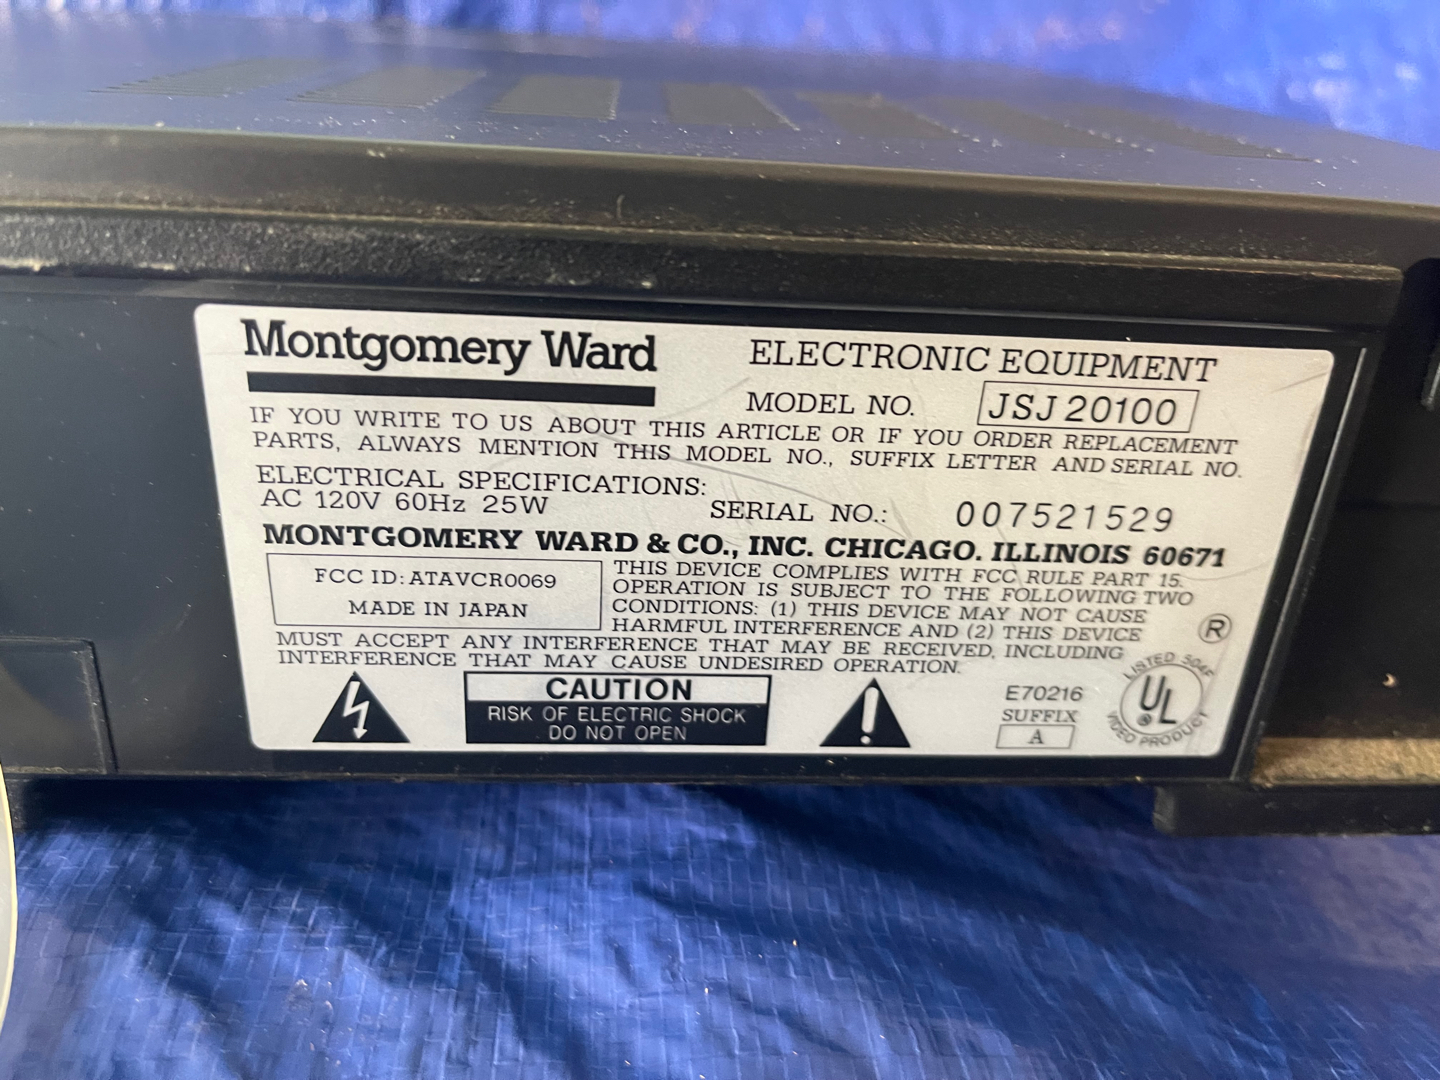 Montgomery Ward
ELECTRONIC EQUIPMENT
MODEL NO. JSJ 20100
IF YOU WRITE TO US ABOUT THIS ARTICLE OR IF YOU ORDER REPLACEMENT
PARTS, ALWAYS MENTION THIS MODEL NO., SUFFIX LETTER AND SERIAL NO.
ELECTRICAL SPECIFICATIONS:
AC 120V 60Hz 25W
SERIAL NO.: 007521529
MONTGOMERY WARD & CO., INC. CHICAGO. ILLINOIS 60671
FCC ID: ATAVCR0069
MADE IN JAPAN
THIS DEVICE COMPLIES WITH FCC RULE PART 15.
OPERATION IS SUBJECT TO THE FOLLOWING TWO
CONDITIONS: (1) THIS DEVICE MAY NOT CAUSE
HARMFUL INTERFERENCE AND (2) THIS DEVICE
MUST ACCEPT ANY INTERFERENCE THAT MAY BE RECEIVED, INCLUDING
INTERFERENCE THAT MAY CAUSE UNDESIRED OPERATION.
CAUTION
RISK OF ELECTRIC SHOCK
DO NOT OPEN
E70216
SUFFIX
A
®
LISTED 504F
UL
®
VIDEO PRODUCT